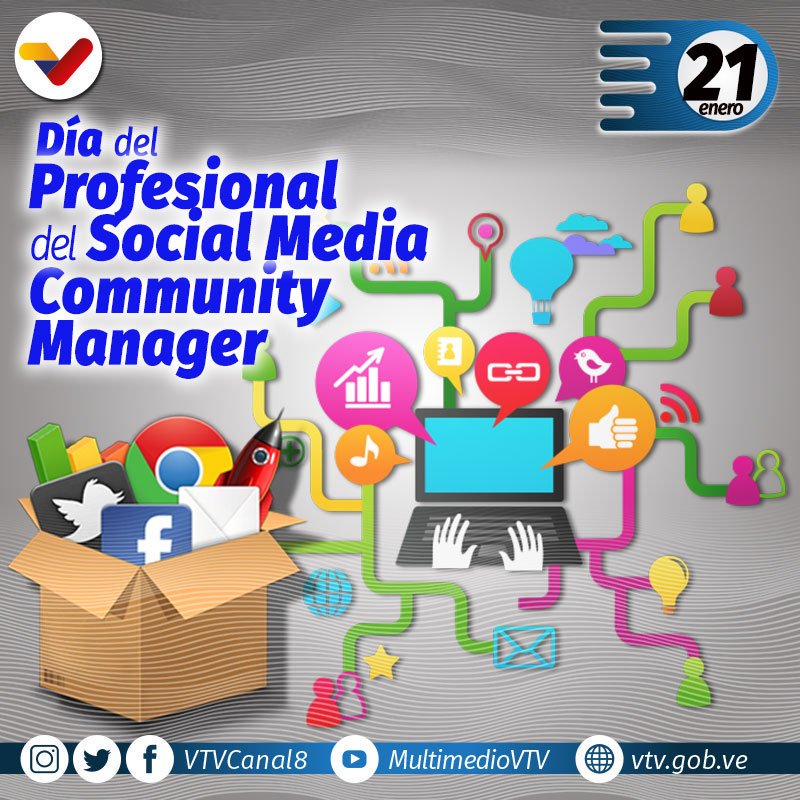 21
enero
Día del
Profesional
del Social Media
Community
Manager
VTVCanal8 MultimedioVTV vtv.gob.ve